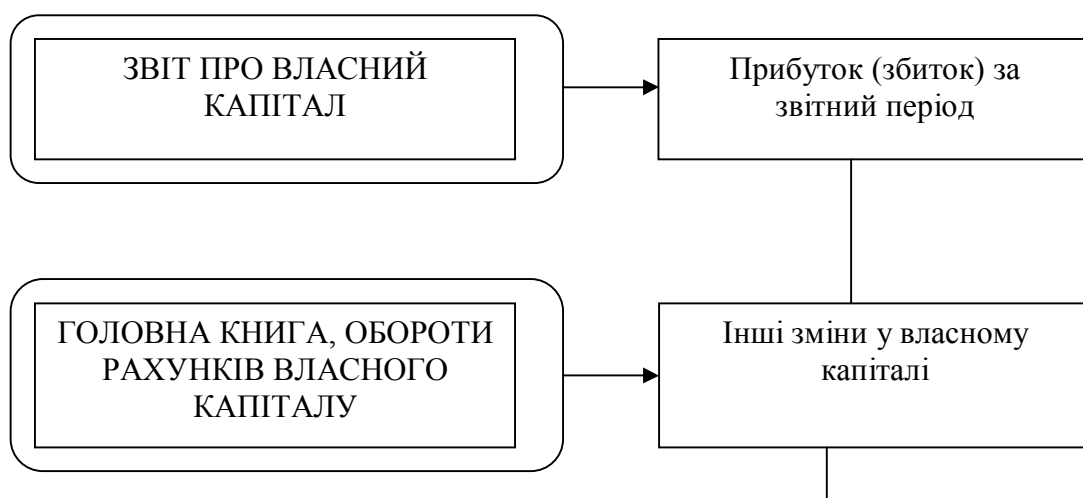 ЗВІТ ПРО ВЛАСНИЙ
КАПІТАЛ
Прибуток (збиток) за
звітний період
ГОЛОВНА КНИГА, ОБОРОТИ
РАХУНКІВ ВЛАСНОГО
КАПІТАЛУ
Інші зміни у власному
капіталі